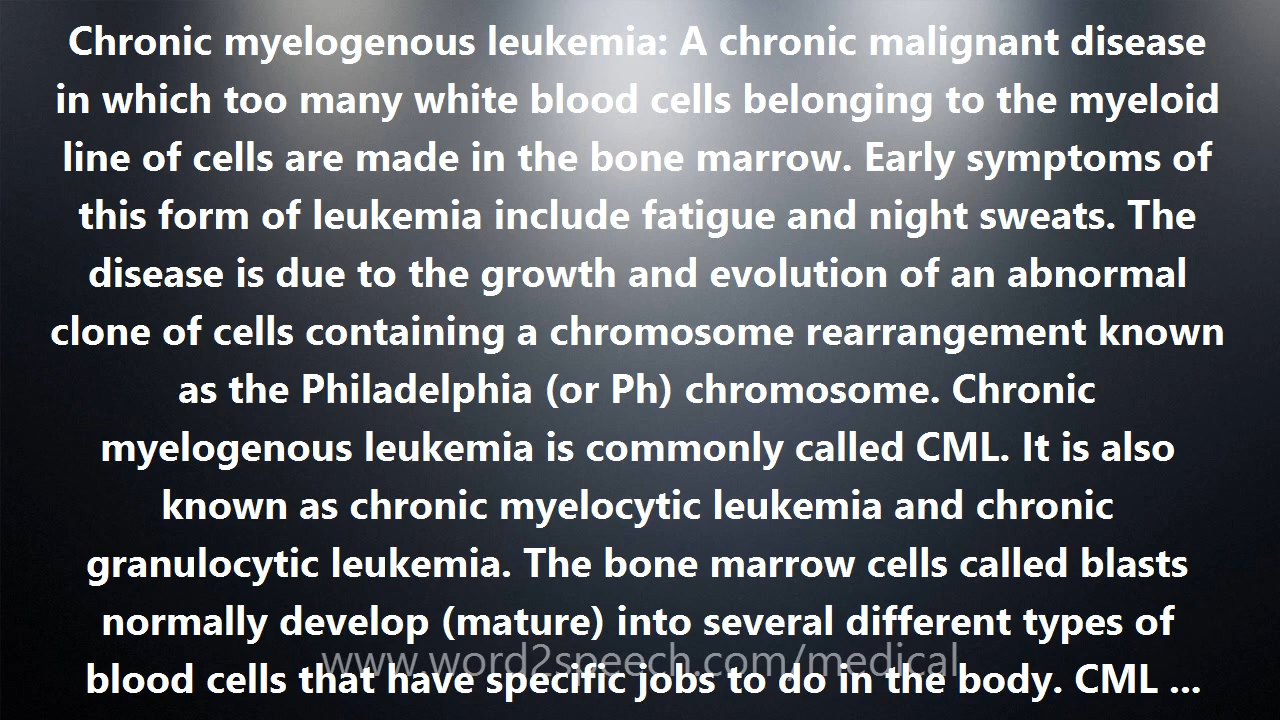 Chronic myelogenous leukemia: A chronic malignant disease
in which too many white blood cells belonging to the myeloid
line of cells are made in the bone marrow. Early symptoms of
this form of leukemia include fatigue and night sweats. The
disease is due to the growth and evolution of an abnormal
clone of cells containing a chromosome rearrangement known
as the Philadelphia (or Ph) chromosome. Chronic
myelogenous leukemia is commonly called CML. It is also
known as chronic myelocytic leukemia and chronic
granulocytic leukemia. The bone marrow cells called blasts
normally develop (mature) into several different types of
www.word2speech.com/medical
blood cells that have specific jobs to do in the body. CML ...